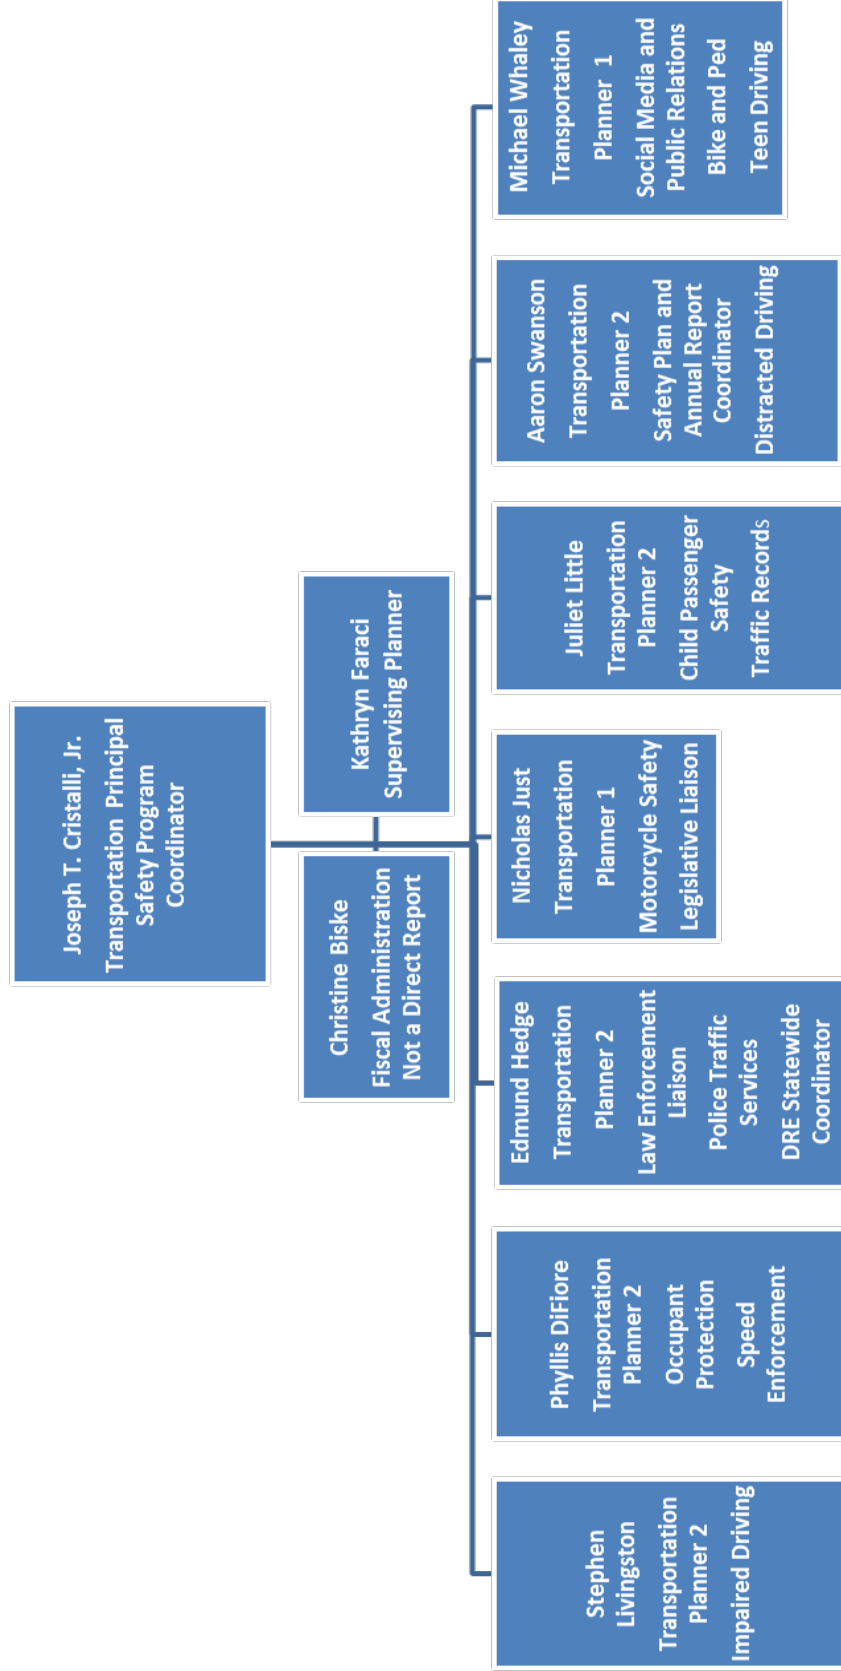 Joseph T. Cristalli, Jr.
Transportation Principal
Safety Program
Coordinator
Christine Biske
Fiscal Administration
Not a Direct Report
Kathryn Faraci
Supervising Planner
Stephen
Livingston
Transportation
Planner 2
Impaired Driving
Phyllis DiFiore
Transportation
Planner 2
Occupant
Protection
Speed
Enforcement
Edmund Hedge
Transportation
Planner 2
Law Enforcement
Liaison
Police Traffic
Services
DRE Statewide
Coordinator
Nicholas Just
Transportation
Planner 1
Motorcycle Safety
Legislative Liaison
Juliet Little
Transportation
Planner 2
Child Passenger
Safety
Traffic Records
Aaron Swanson
Transportation
Planner 2
Safety Plan and
Annual Report
Coordinator
Distracted Driving
Michael Whaley
Transportation
Planner 1
Social Media and
Public Relations
Bike and Ped
Teen Driving